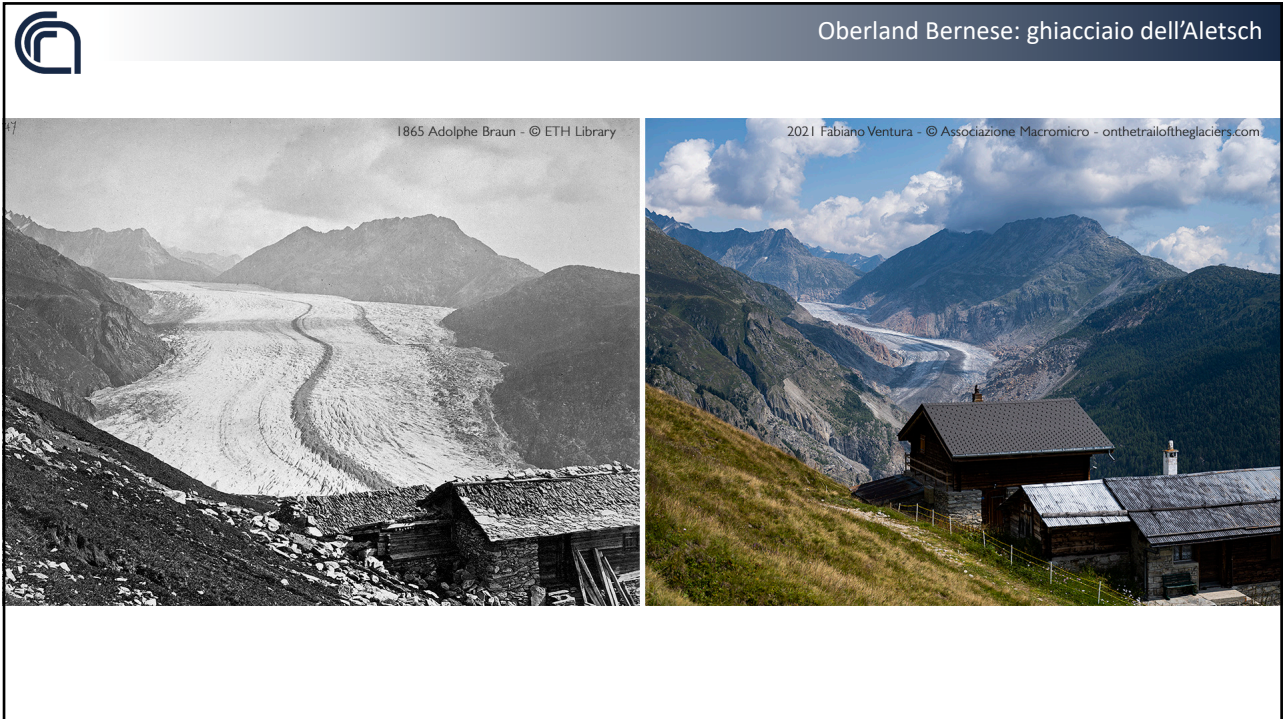 Oberland Bernese: ghiacciaio dell'Aletsch
1865 Adolphe Braun - © ETH Library
2021 Fabiano Ventura - © Associazione Macromicro - onthetrailoftheglaciers.com